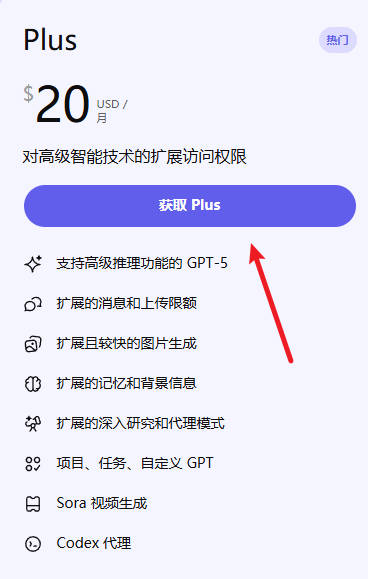 Plus
热门
$20 USD /
月
对高级智能技术的扩展访问权限
获取 Plus
支持高级推理功能的 GPT-5
扩展的消息和上传限额
扩展且较快的图片生成
扩展的记忆和背景信息
扩展的深入研究和代理模式
项目、任务、自定义 GPT
Sora 视频生成
Codex 代理